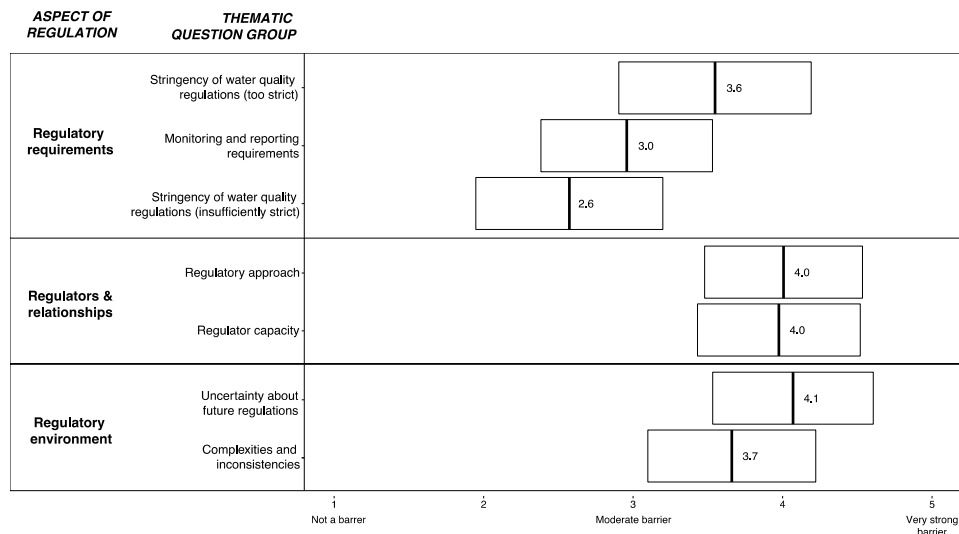 ASPECT OF
REGULATION
THEMATIC
QUESTION GROUP
Regulatory
requirements
Stringency of water quality
regulations (too strict)
3.6
Monitoring and reporting
requirements
3.0
Stringency of water quality
regulations (insufficiently strict)
2.6
Regulators &
relationships
Regulatory approach
4.0
Regulator capacity
4.0
Regulatory
environment
Uncertainty about
future regulations
4.1
Complexities and
inconsistencies
3.7
1
2
3
4
5
Not a barrer
Moderate barrier
Very strong
barrier